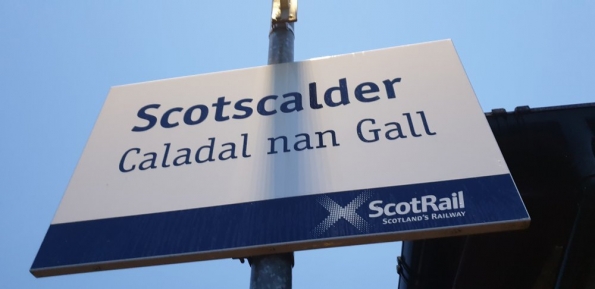 Scotscalder
Caladal nan Gall
ScotRail
SCOTLAND'S RAILWAY